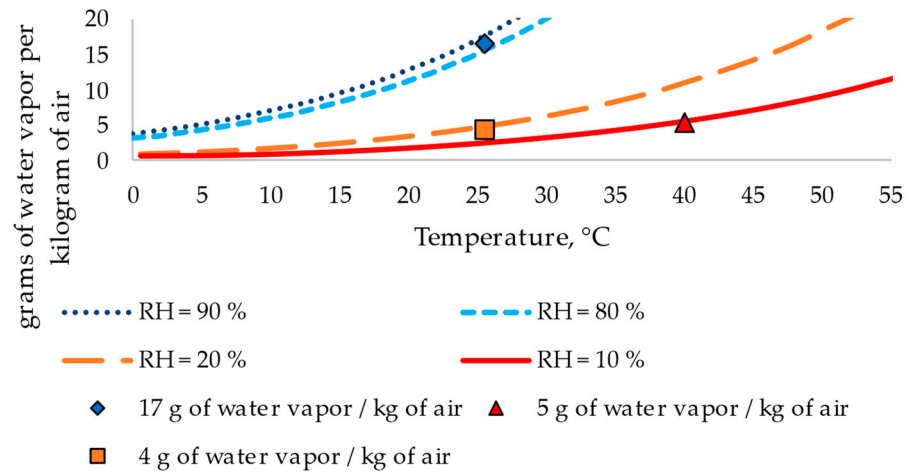 grams of water vapor per
kilogram of air
20
15
10
5
0
0 5 10 15 20 25 30 35 40 45 50 55
Temperature, °C
RH = 90 % RH = 80 %
RH = 20 % RH = 10 %
17 g of water vapor / kg of air 5 g of water vapor / kg of air
4 g of water vapor / kg of air